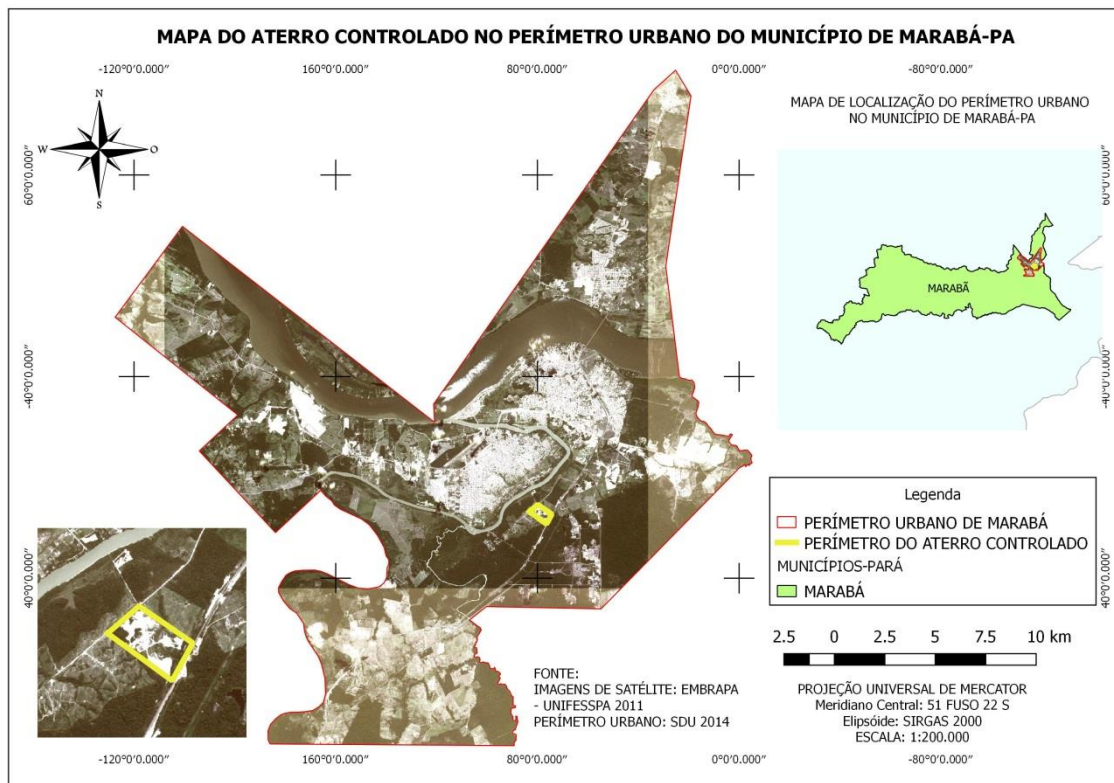 MAPA DO ATERRO CONTROLADO NO PERÍMETRO URBANO DO MUNICÍPIO DE MARABÁ-PA
-120°0'0.000" 160°0'0.000" 80°0'0.000" 0°0'0.000" -80°0'0.000"
N
W O
S
60°0'0.000"
-40°0'0.000"
40°0'0.000"
MAPA DE LOCALIZAÇÃO DO PERÍMETRO URBANO
NO MUNICÍPIO DE MARABÁ-PA
MARABÃ
60°0'0.000"
-40°0'0.000"
40°0'0.000"
Legenda
PERÍMETRO URBANO DE MARABÁ
PERÍMETRO DO ATERRO CONTROLADO
MUNICÍPIOS-PARÁ
MARABÁ
2.5 0 2.5 5 7.5 10 km
FONTE:
IMAGENS DE SATÉLITE: EMBRAPA
- UNIFESSPA 2011
PERÍMETRO URBANO: SDU 2014
PROJEÇÃO UNIVERSAL DE MERCATOR
Meridiano Central: 51 FUSO 22 S
Elipsóide: SIRGAS 2000
ESCALA: 1:200.000
-120°0'0.000" 160°0'0.000" 80°0'0.000" 0°0'0.000" -80°0'0.000"